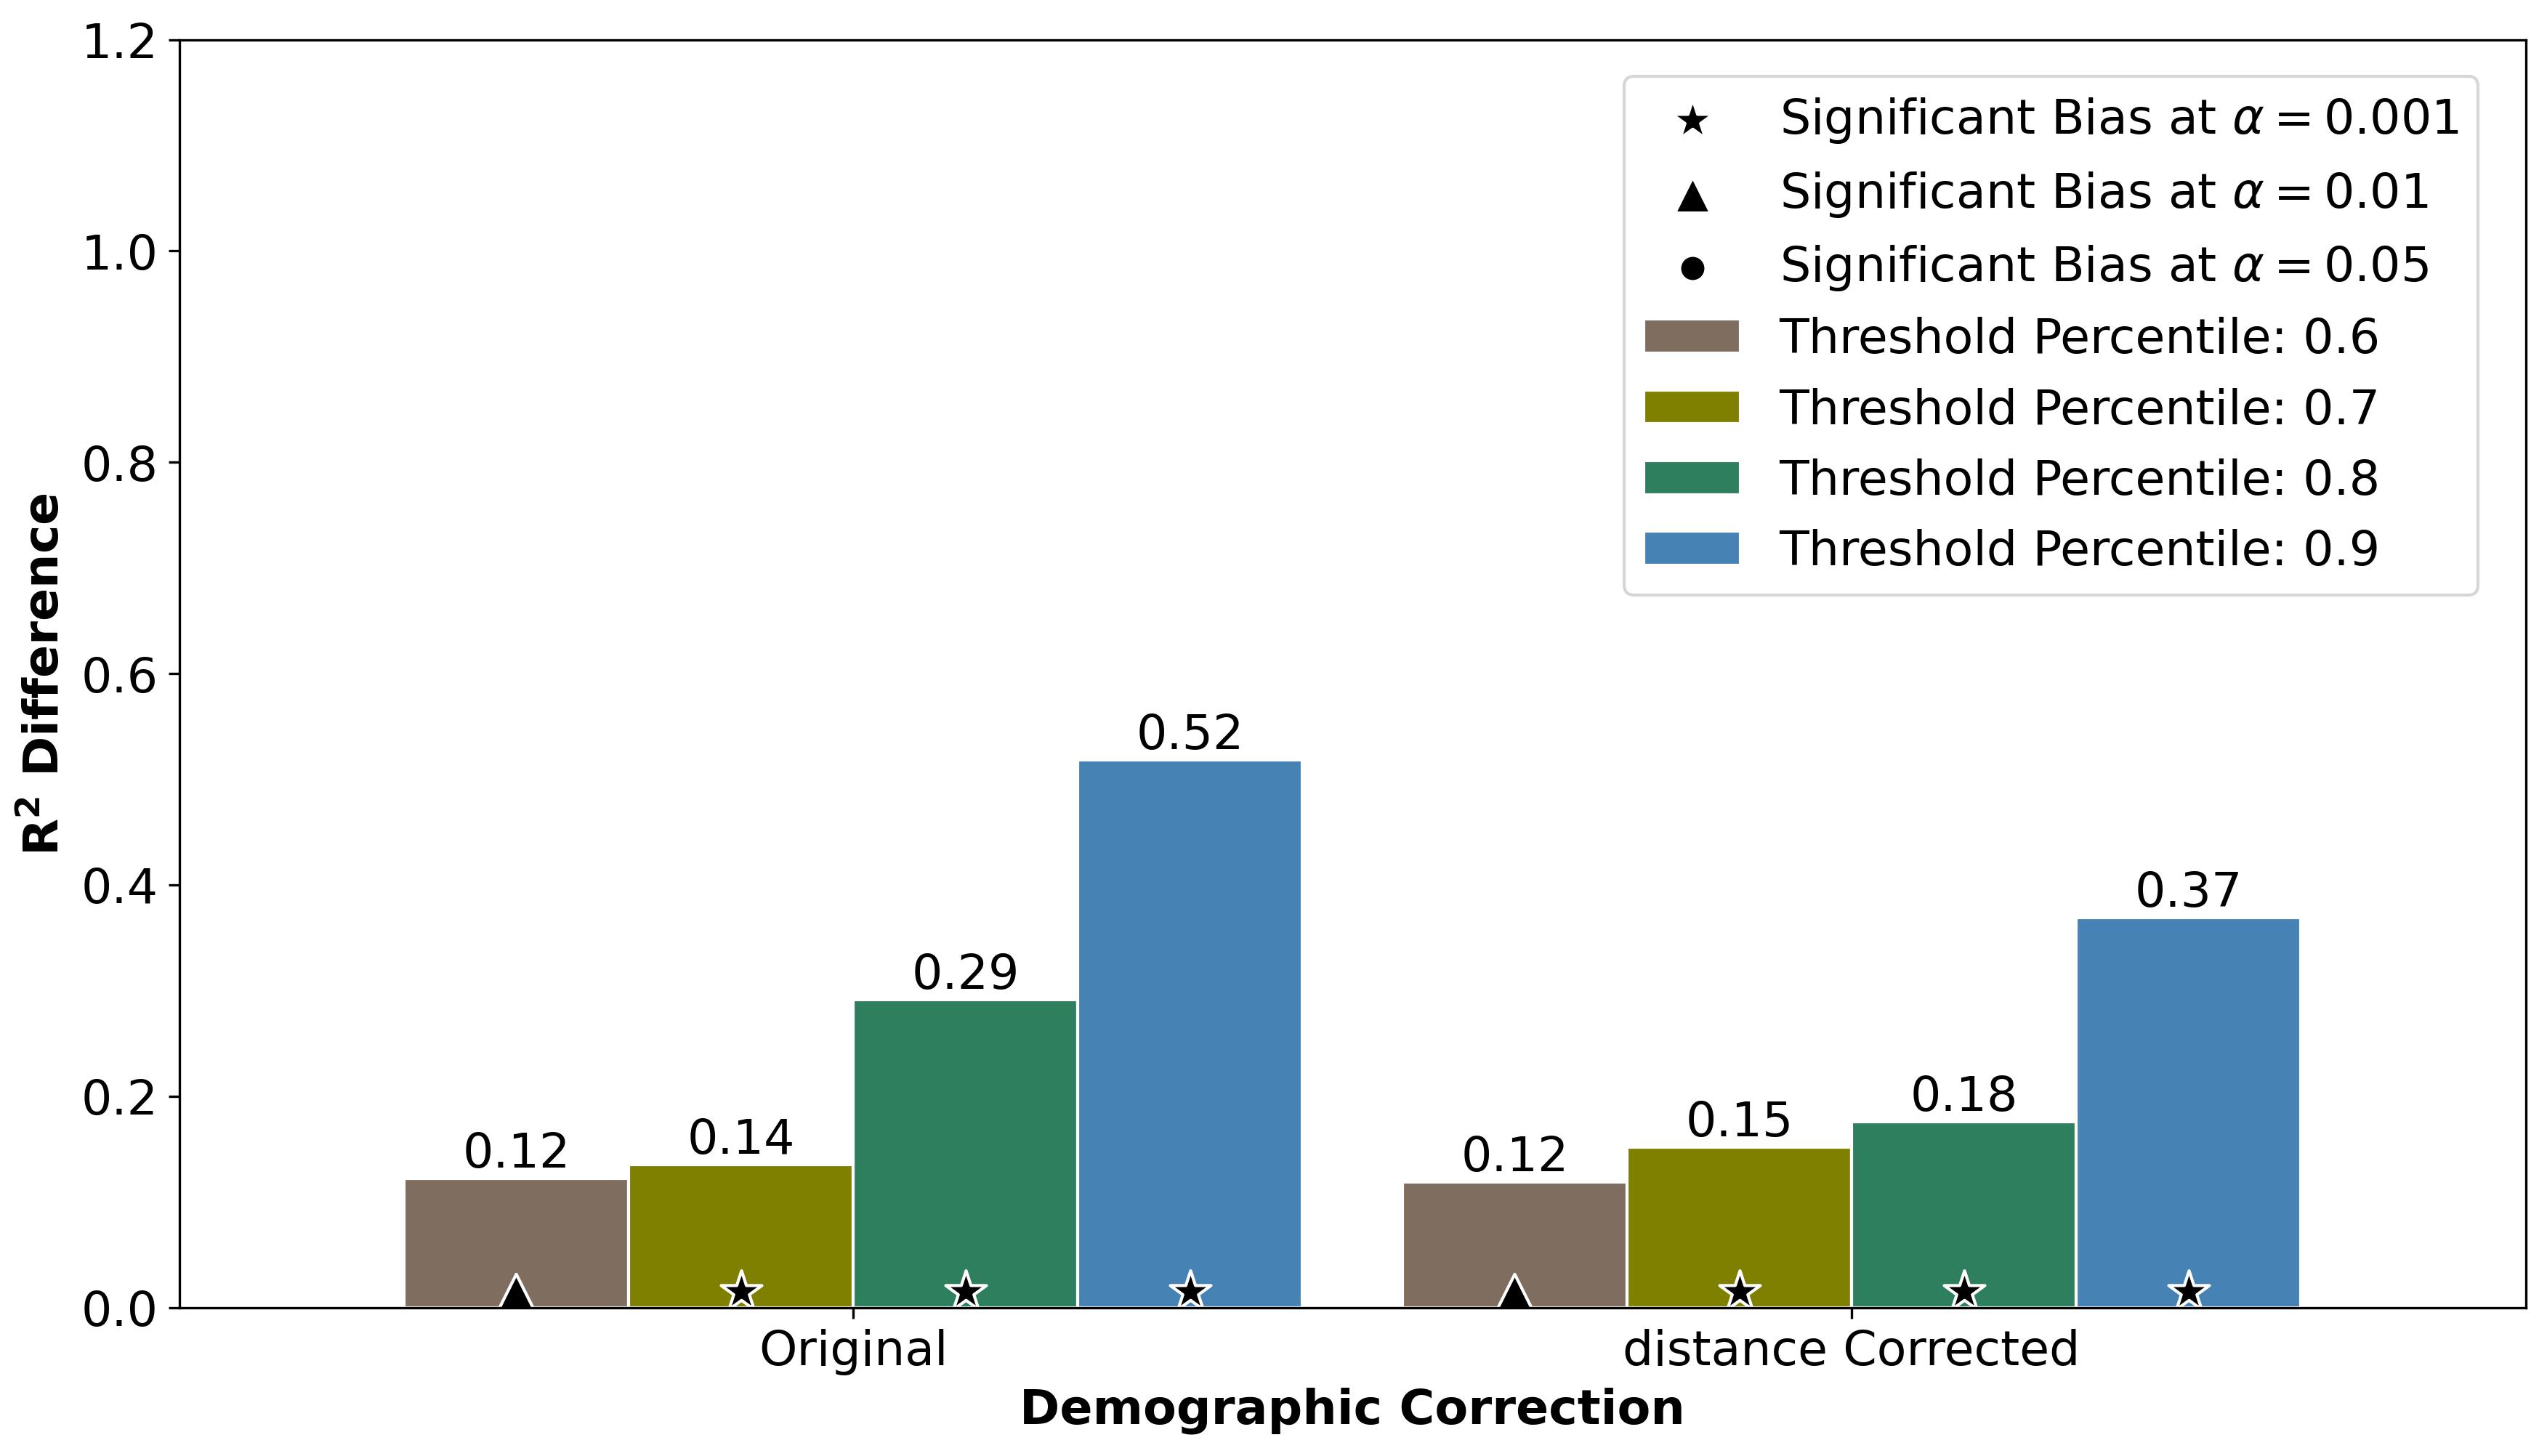 1.2
1.0
0.8
0.6
0.4
0.2
0.0
R² Difference
Significant Bias at α = 0.001
Significant Bias at α = 0.01
Significant Bias at α = 0.05
Threshold Percentile: 0.6
Threshold Percentile: 0.7
Threshold Percentile: 0.8
Threshold Percentile: 0.9
0.12
0.14
0.29
0.52
0.12
0.15
0.18
0.37
Original
distance Corrected
Demographic Correction